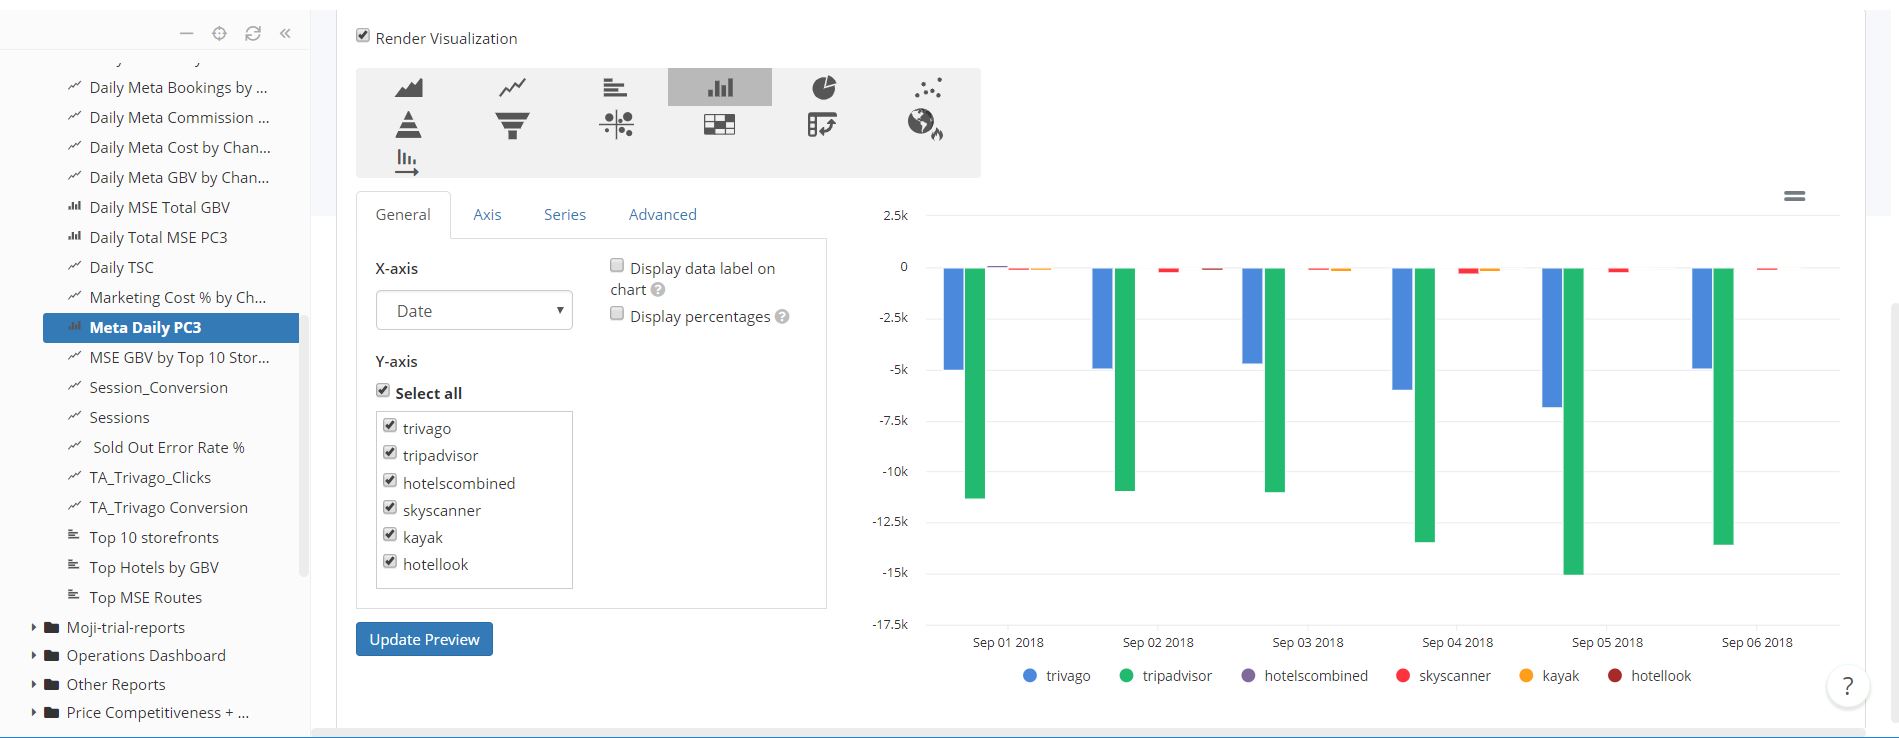 Render Visualization
Daily Meta Bookings by ...
Daily Meta Commission ...
Daily Meta Cost by Chan...
Daily Meta GBV by Chan...
Daily MSE Total GBV
Daily Total MSE PC3
Daily TSC
Marketing Cost % by Ch...
Meta Daily PC3
MSE GBV by Top 10 Stor...
Session_Conversion
Sessions
Sold Out Error Rate %
TA_Trivago_Clicks
TA_Trivago Conversion
Top 10 storefronts
Top Hotels by GBV
Top MSE Routes
Moji-trial-reports
Operations Dashboard
Other Reports
Price Competitiveness + ...
General Axis Series Advanced
X-axis
Date
Display data label on
chart ?
Display percentages ?
Y-axis
Select all
trivago
tripadvisor
hotelscombined
skyscanner
kayak
hotellook
Update Preview
2.5k
0
-2.5k
-5k
-7.5k
-10k
-12.5k
-15k
-17.5k
Sep 01 2018 Sep 02 2018 Sep 03 2018 Sep 04 2018 Sep 05 2018 Sep 06 2018
trivago tripadvisor hotelscombined skyscanner kayak hotellook
?